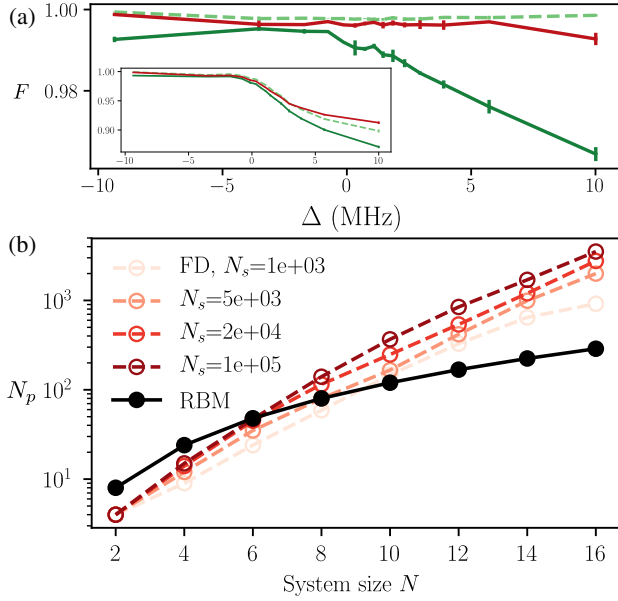 (a)
1.00
0.98
F
1.00
0.95
0.90
−10 −5 0 5 10
−10 −5 0 5 10
Δ (MHz)
(b)
FD, N_s=1e+03
N_s=5e+03
N_s=2e+04
N_s=1e+05
RBM
10^3
10^2
10^1
N_p
2 4 6 8 10 12 14 16
System size N